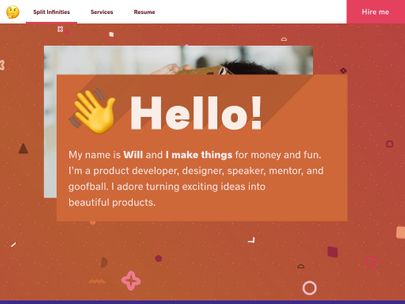 Split Infinities Services Resume Hire me
Hello!
My name is Will and I make things for money and fun.
I'm a product developer, designer, speaker, mentor, and
goofball. I adore turning exciting ideas into
beautiful products.